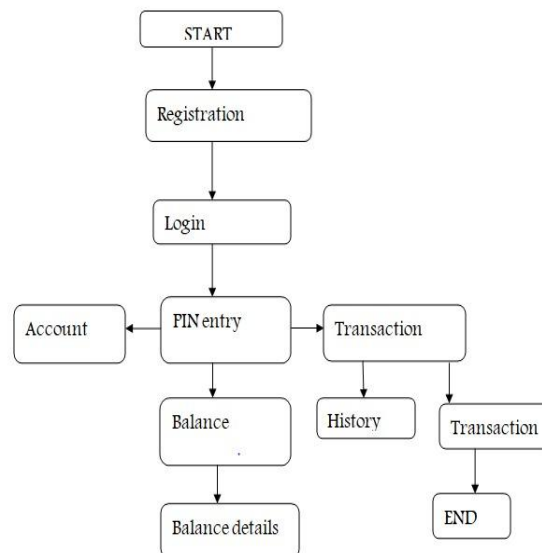 START
Registration
Login
Account
PIN entry
Transaction
Balance
History
Transaction
Balance details
END